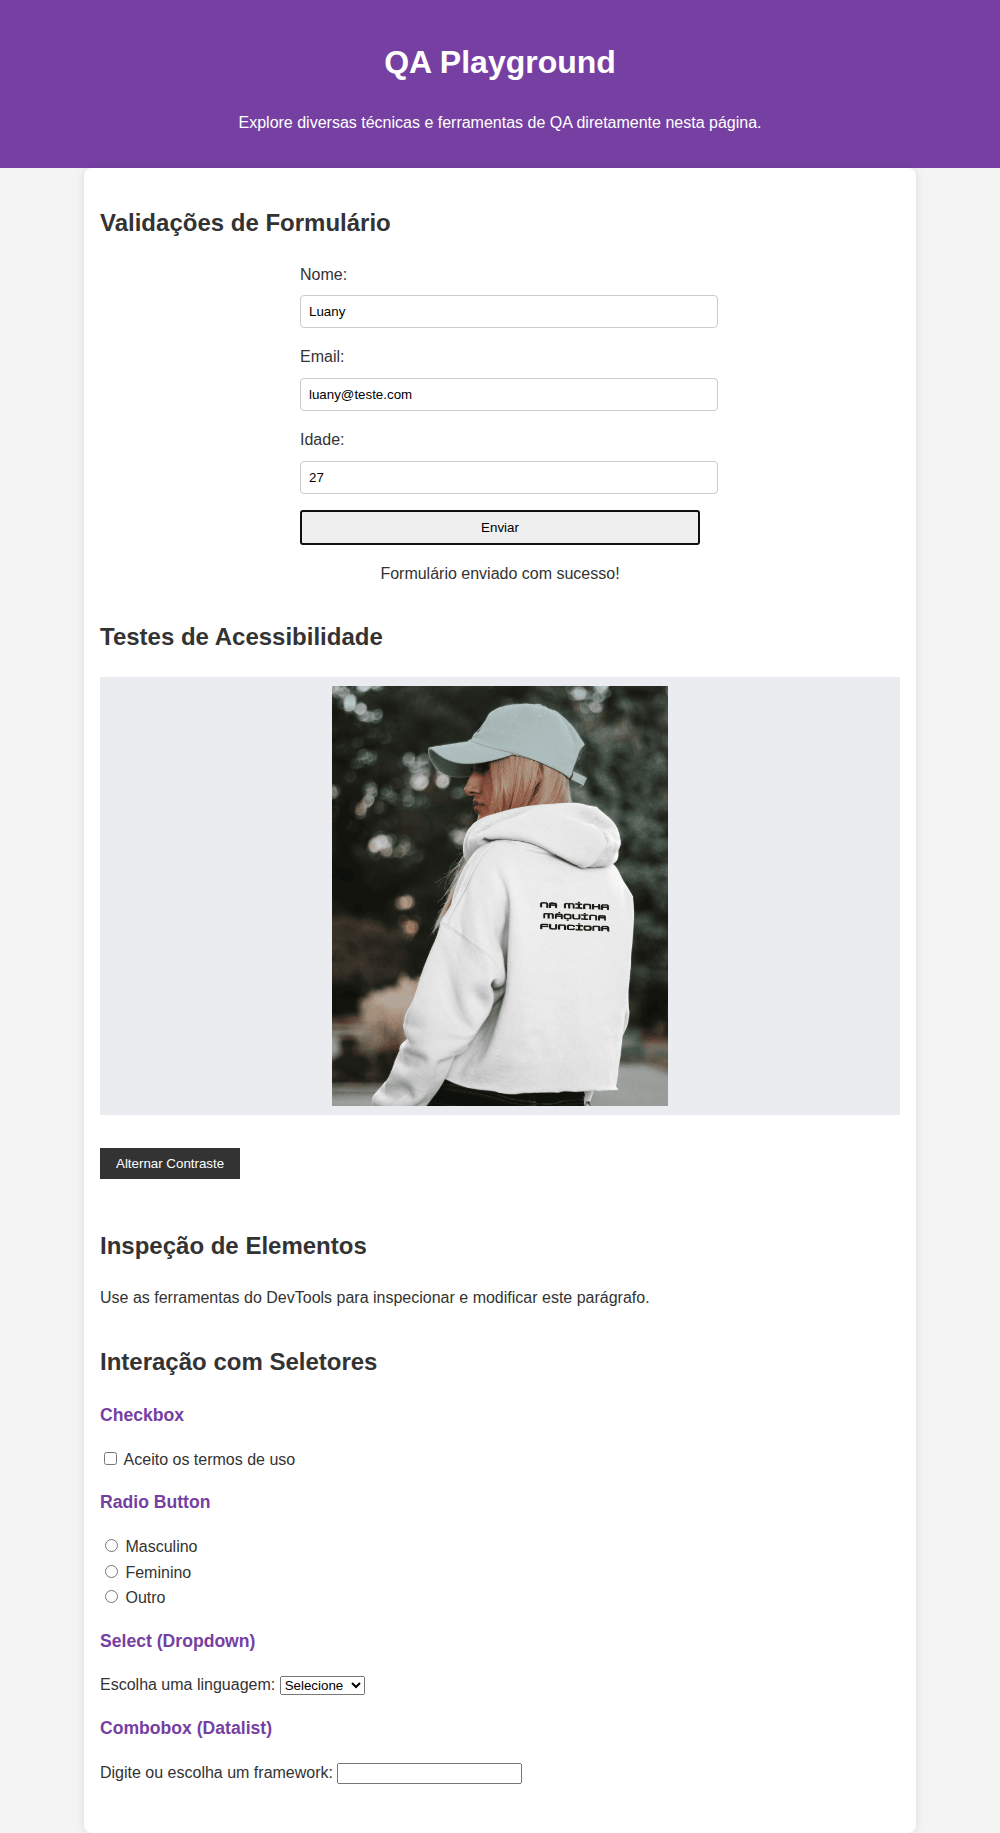 QA Playground
Explore diversas técnicas e ferramentas de QA diretamente nesta página.
Validações de Formulário
Nome:
Luany
Email:
luany@teste.com
Idade:
27
Enviar
Formulário enviado com sucesso!
Testes de Acessibilidade
NA MINHA
MÁQUINA
FUNCIONA
Alternar Contraste
Inspeção de Elementos
Use as ferramentas do DevTools para inspecionar e modificar este parágrafo.
Interação com Seletores
Checkbox
Aceito os termos de uso
Radio Button
Masculino
Feminino
Outro
Select (Dropdown)
Escolha uma linguagem: Selecione
Combobox (Datalist)
Digite ou escolha um framework: